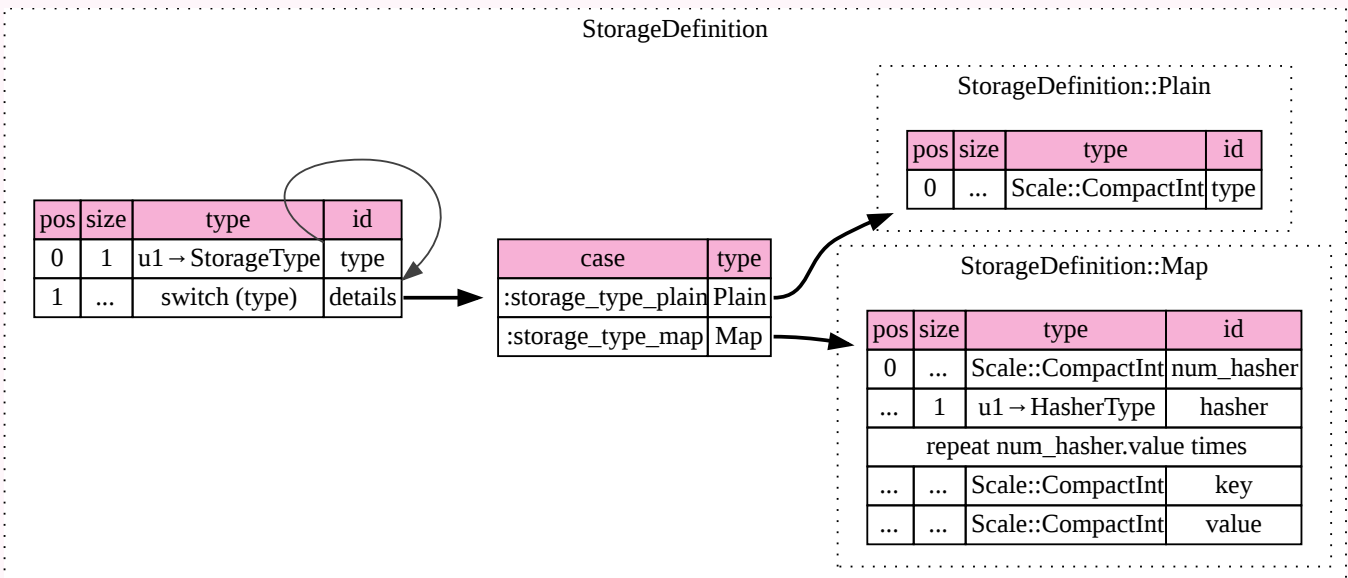 StorageDefinition
pos size type id
0 1 u1→StorageType type
1 ... switch (type) details
case type
:storage_type_plain Plain
:storage_type_map Map
StorageDefinition::Plain
pos size type id
0 ... Scale::CompactInt type
StorageDefinition::Map
pos size type id
0 ... Scale::CompactInt num_hasher
... 1 u1→HasherType hasher
repeat num_hasher.value times
... ... Scale::CompactInt key
... ... Scale::CompactInt value